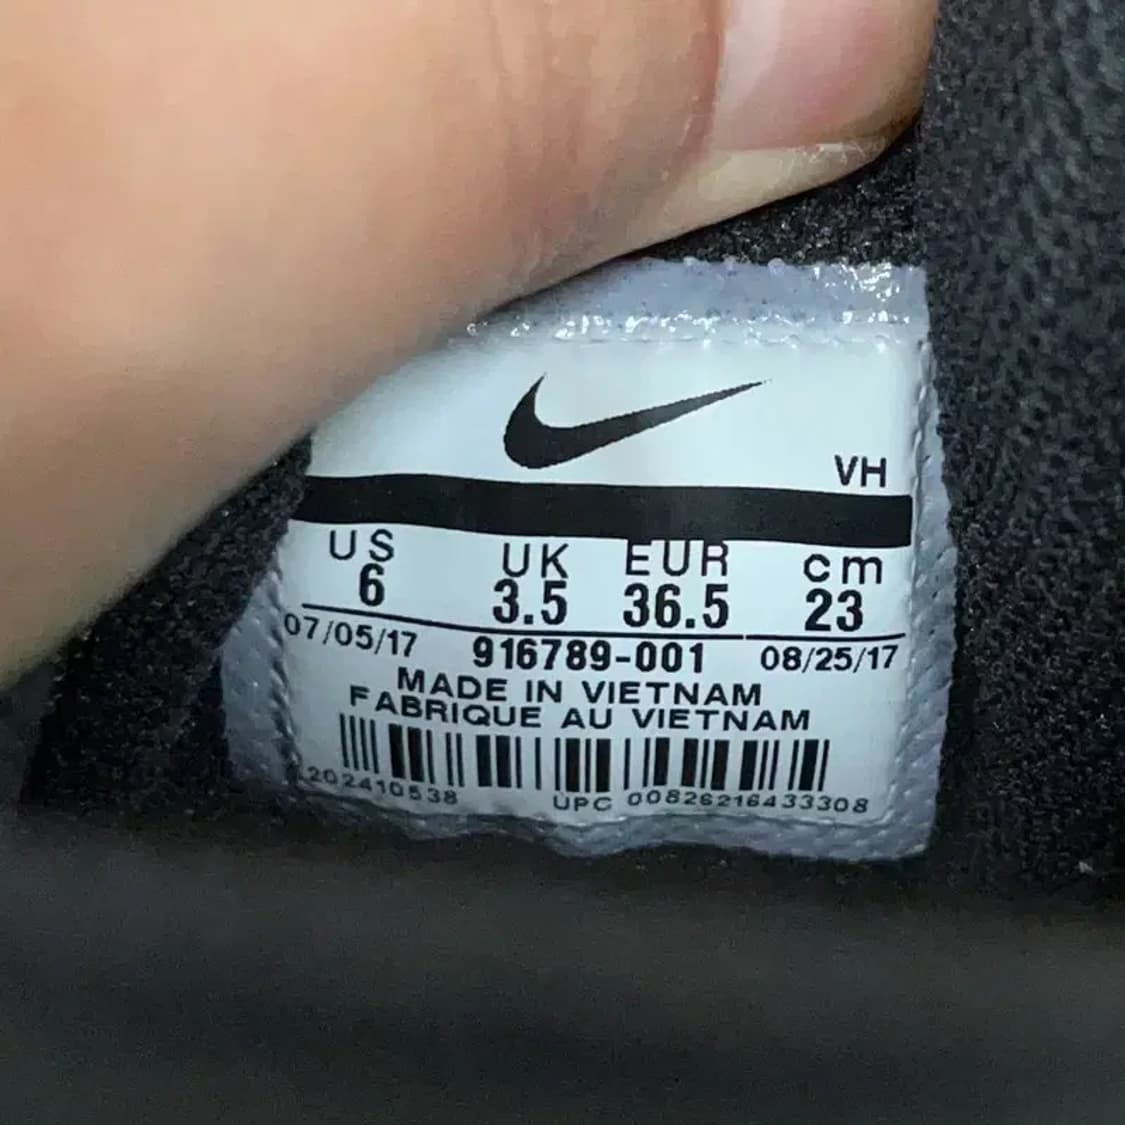 VH
US UK EUR cm
6 3.5 36.5 23
07/05/17 916789-001 08/25/17
MADE IN VIETNAM
FABRIQUE AU VIETNAM
UPC 00826216433308